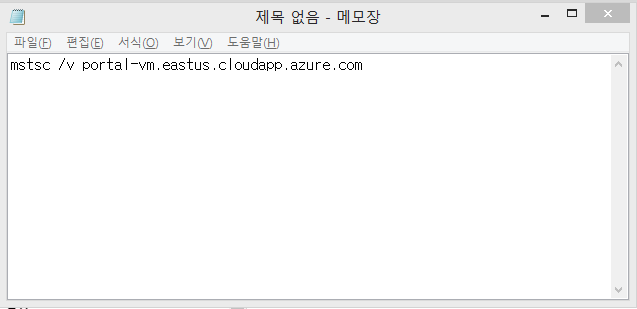 제목 없음 - 메모장
파일(F) 편집(E) 서식(O) 보기(V) 도움말(H)
mstsc /v portal-vm.eastus.cloudapp.azure.com